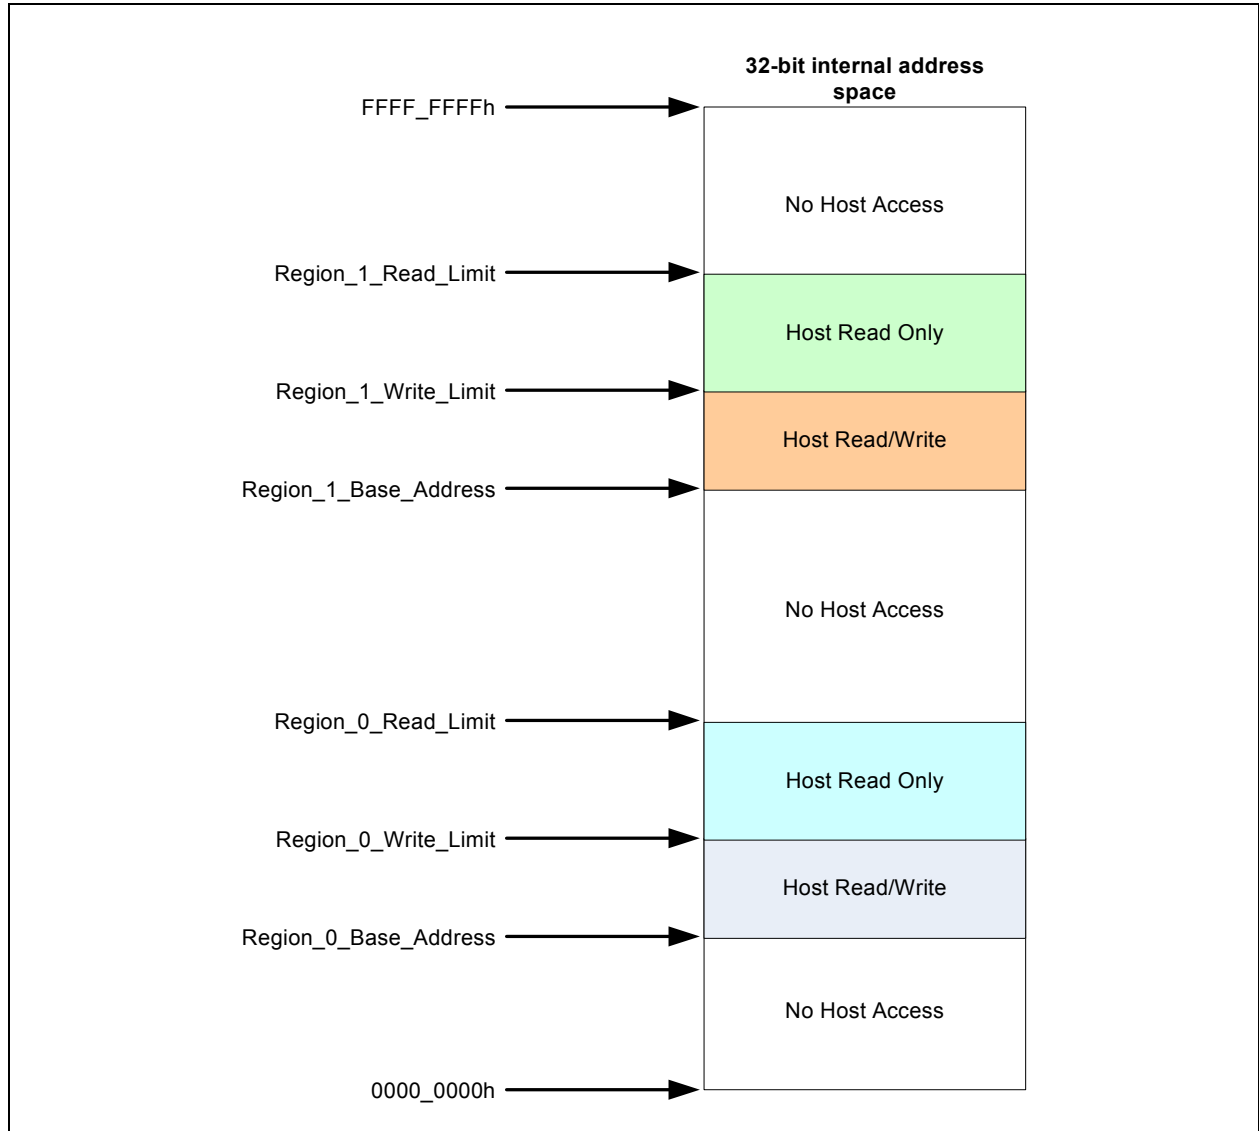 32-bit internal address
space
FFFF_FFFFh
No Host Access
Region_1_Read_Limit
Host Read Only
Region_1_Write_Limit
Host Read/Write
Region_1_Base_Address
No Host Access
Region_0_Read_Limit
Host Read Only
Region_0_Write_Limit
Host Read/Write
Region_0_Base_Address
No Host Access
0000_0000h